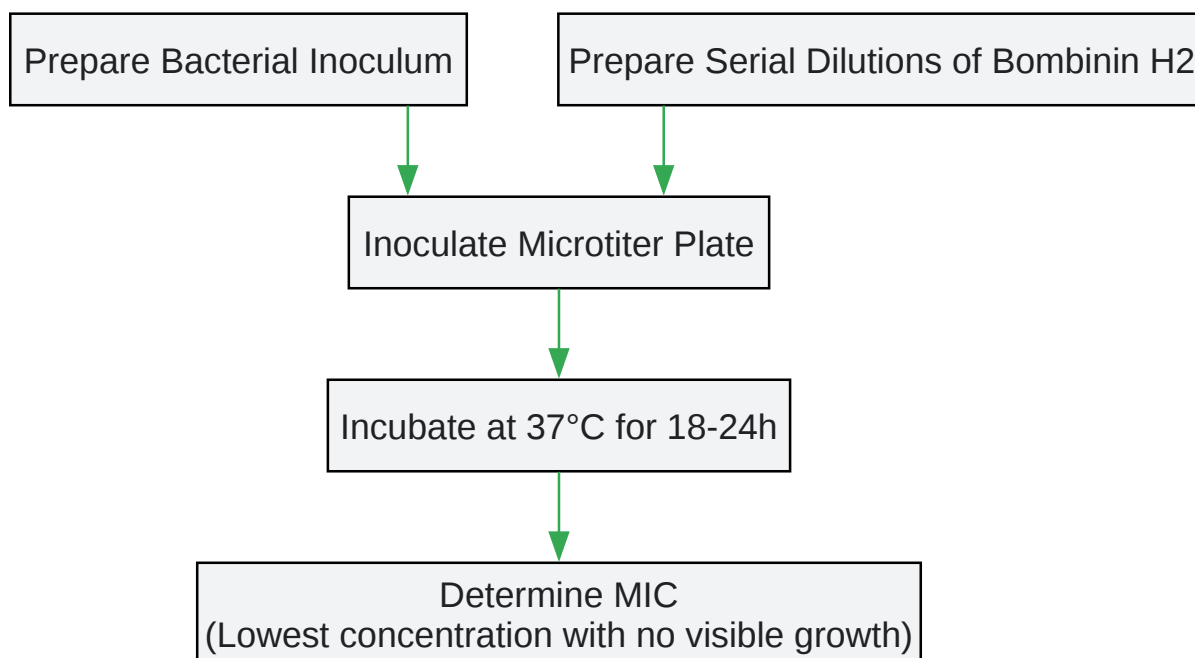 Prepare Bacterial Inoculum
Prepare Serial Dilutions of Bombinin H2
Inoculate Microtiter Plate
Incubate at 37°C for 18-24h
Determine MIC
(Lowest concentration with no visible growth)